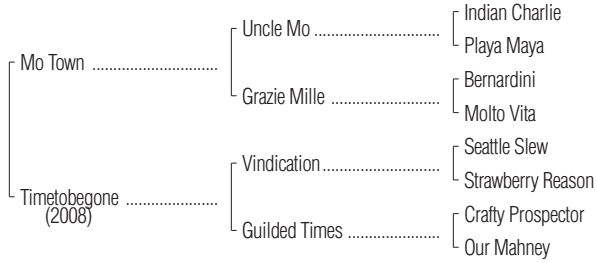 Indian Charlie
Uncle Mo ..............................
Playa Maya
Mo Town ..............................
Bernardini
Grazie Mille ..........................
Molto Vita
Seattle Slew
Vindication............................
Strawberry Reason
Timetobegone ......................
(2008)
Crafty Prospector
Guilded Times ......................
Our Mahney